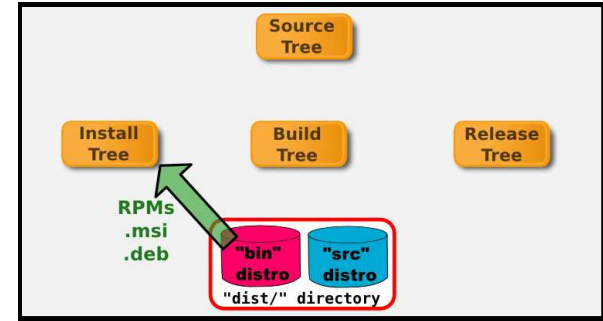 Source
Tree
Install
Tree
Build
Tree
Release
Tree
RPMs
.msi
.deb
"bin"
distro
"src"
distro
"dist/" directory